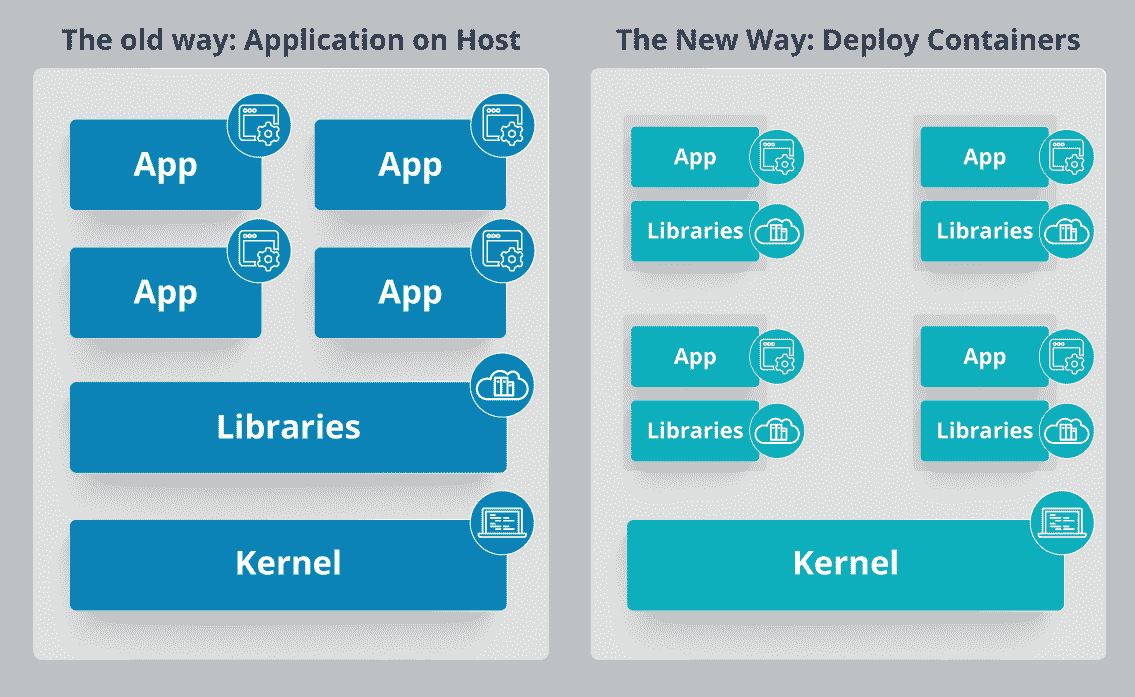 The old way: Application on Host
App
App
App
App
Libraries
Kernel
The New Way: Deploy Containers
App
App
Libraries
Libraries
App
App
Libraries
Libraries
Kernel